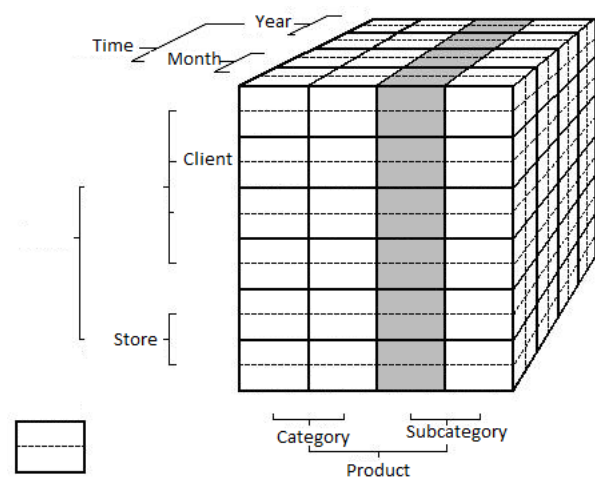 Year
Time
Month
Client
Store
Category
Subcategory
Product